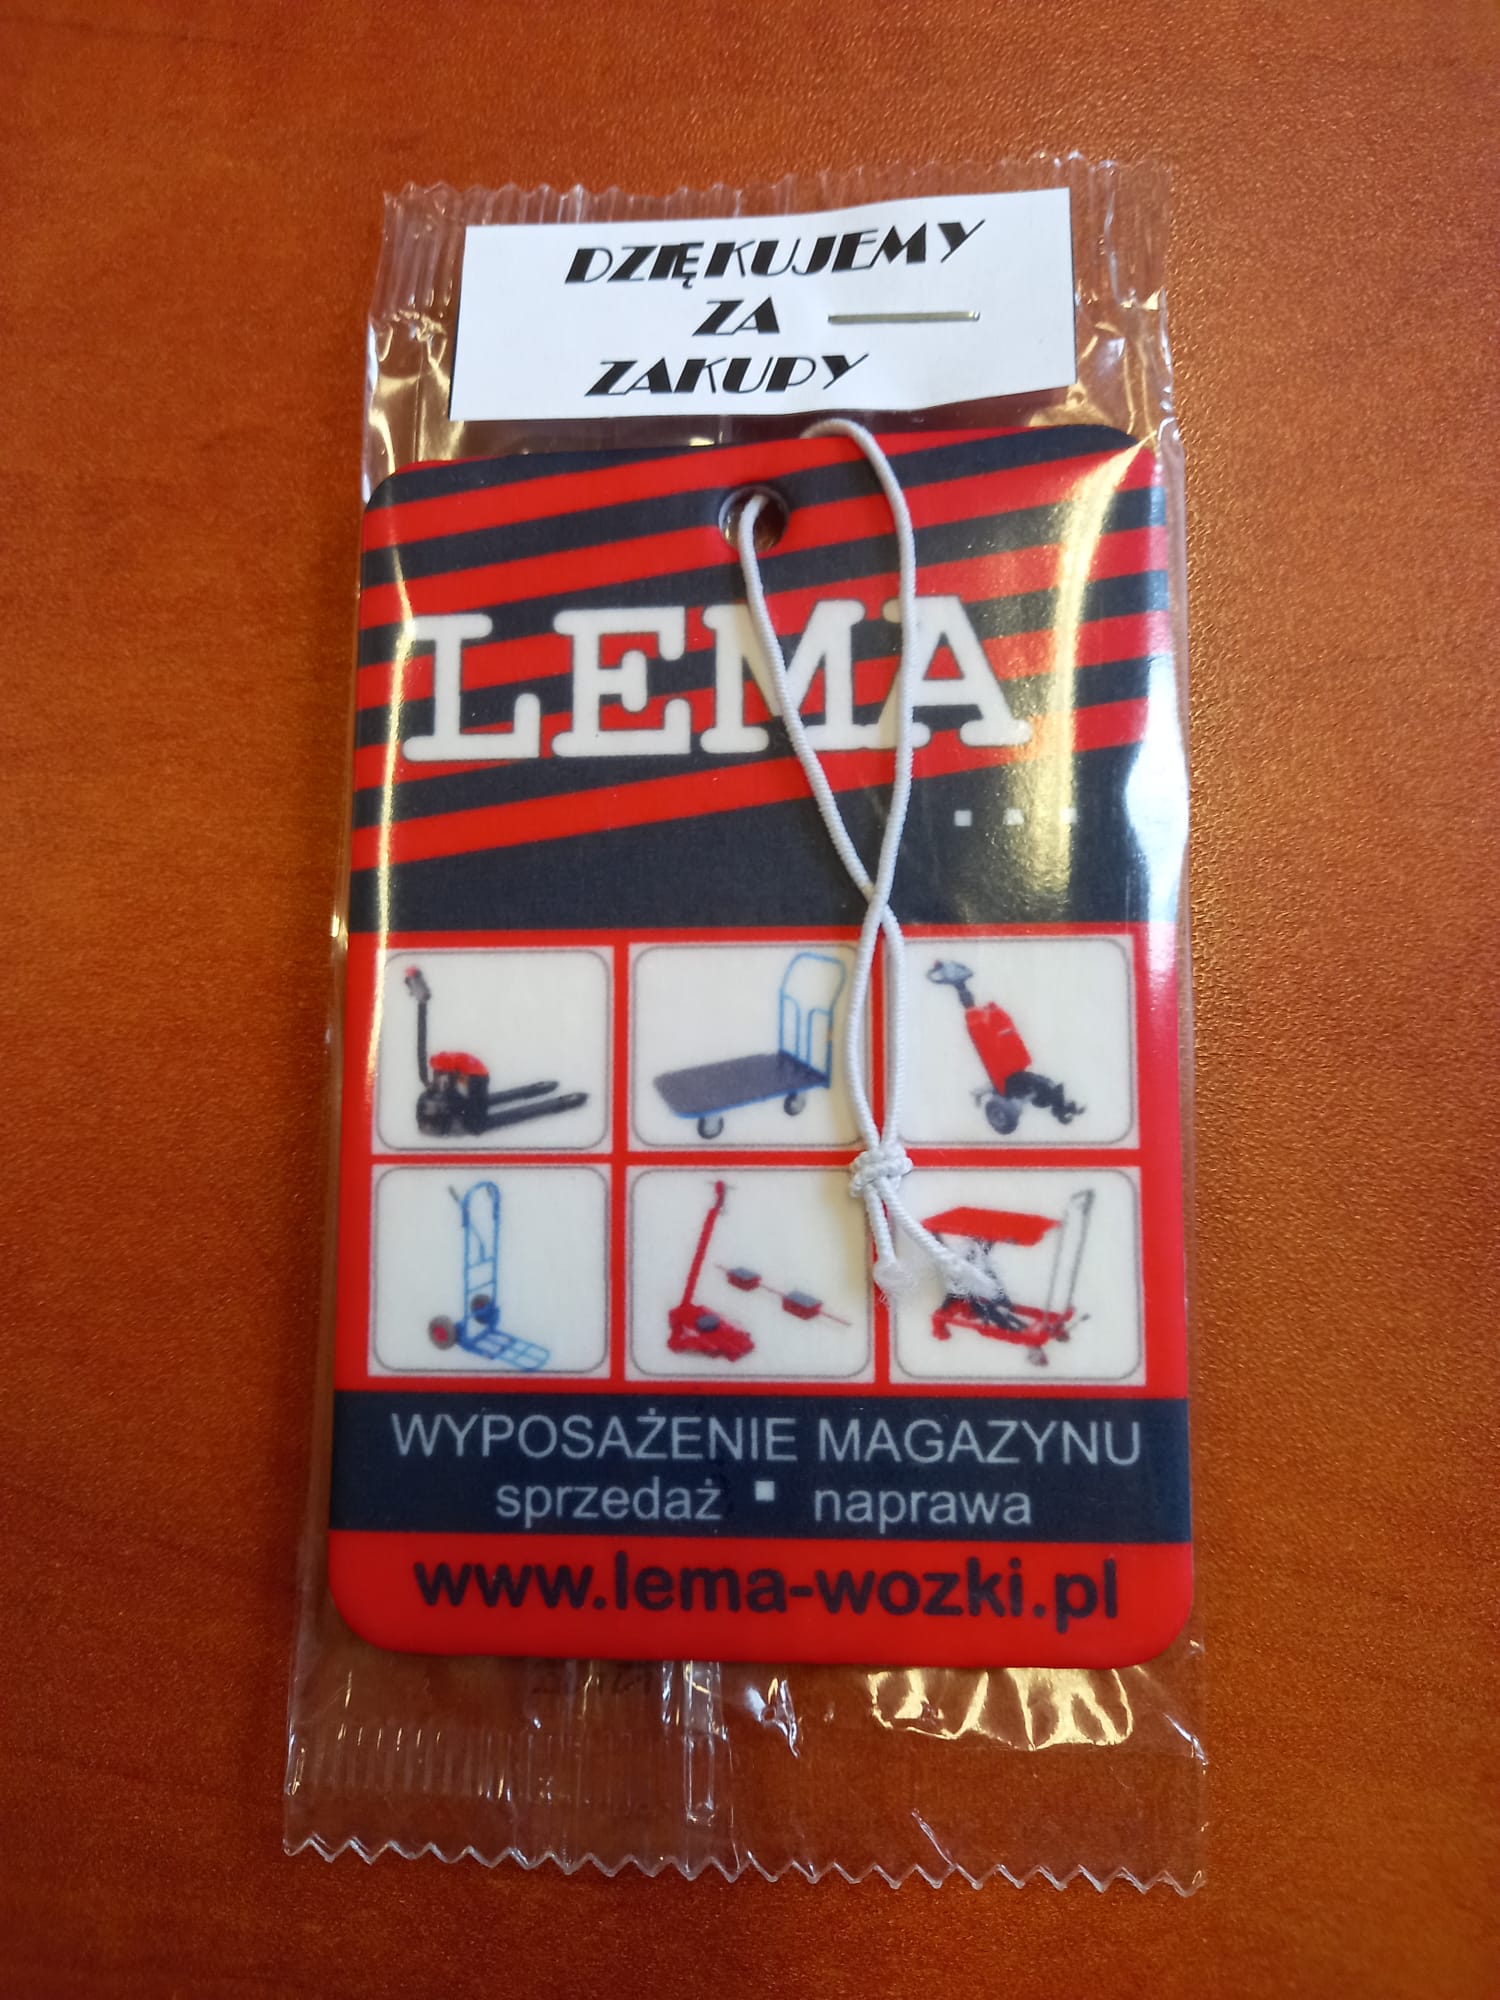 DZIĘKUJEMY
ZA
ZAKUPY
LEMA
WYPOSAŻENIE MAGAZYNU
sprzedaż ▪ naprawa
www.lema-wozki.pl